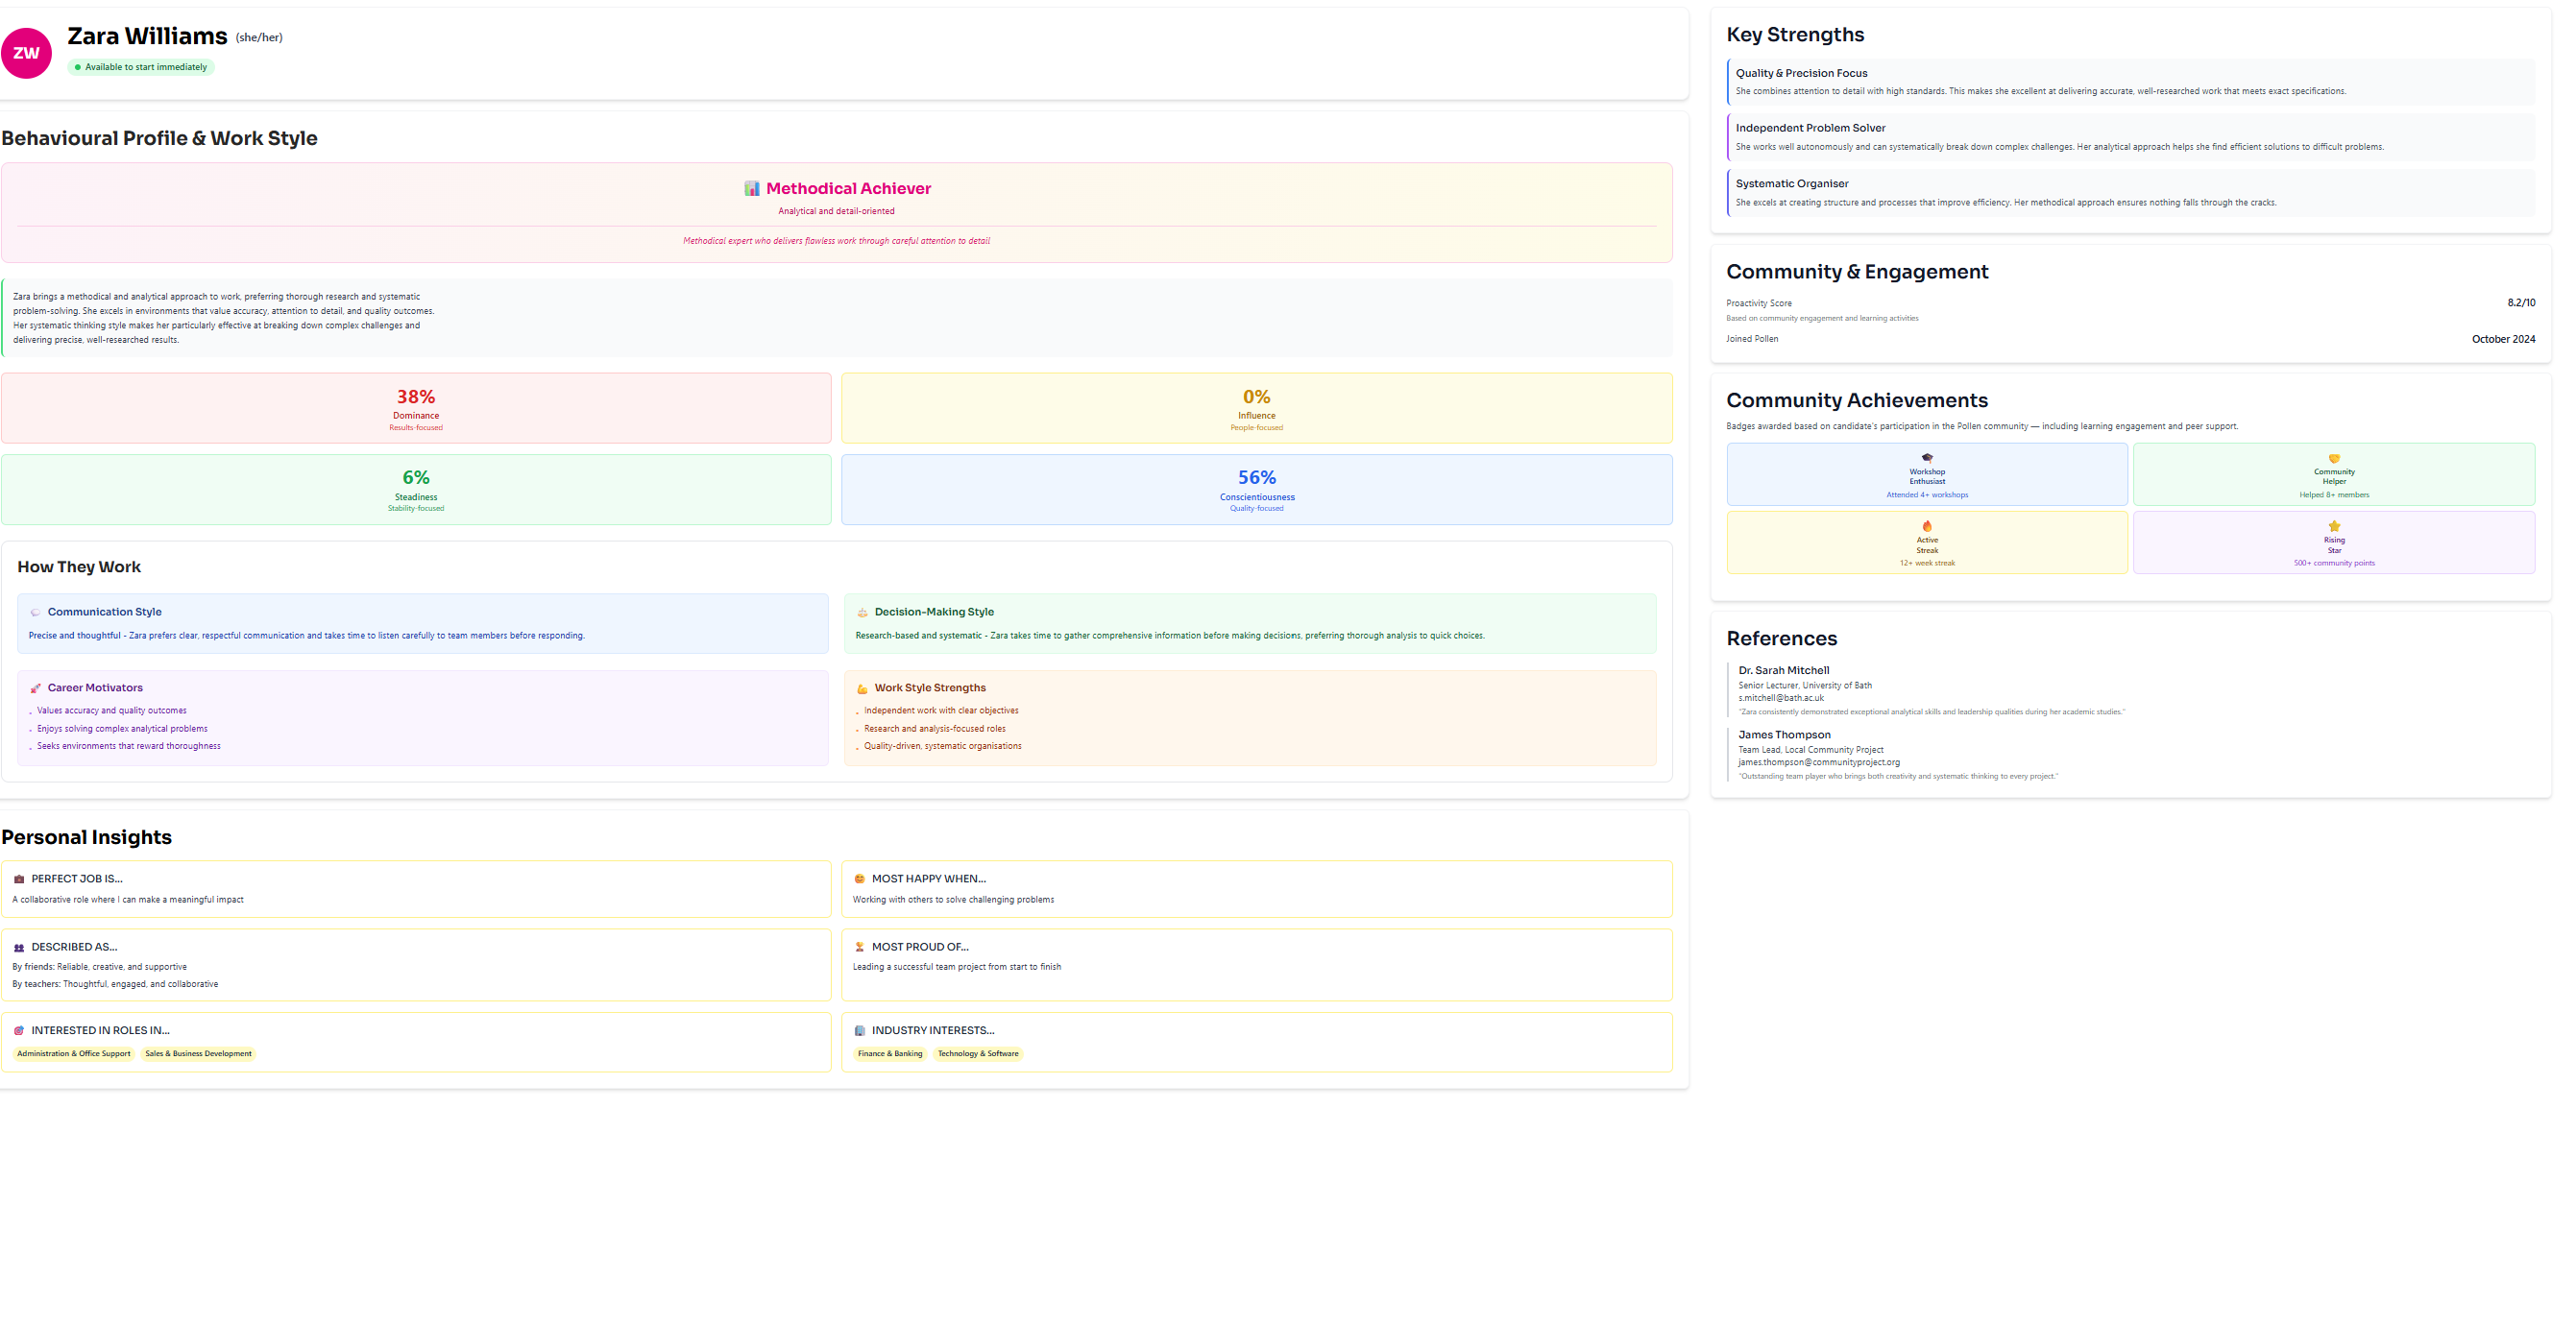 ZW
Zara Williams (she/her)
Available to start immediately
Behavioural Profile & Work Style
Methodical Achiever
Analytical and detail-oriented
Methodical expert who delivers flawless work through careful attention to detail
Zara brings a methodical and analytical approach to work, preferring thorough research and systematic
problem-solving. She excels in environments that value accuracy, attention to detail, and quality outcomes.
Her systematic thinking style makes her particularly effective at breaking down complex challenges and
delivering precise, well-researched results.
38%
Dominance
Results-focused
0%
Influence
People-focused
6%
Steadiness
Stability-focused
56%
Conscientiousness
Quality-focused
How They Work
Communication Style
Precise and thoughtful - Zara prefers clear, respectful communication and takes time to listen carefully to team members before responding.
Decision-Making Style
Research-based and systematic - Zara takes time to gather comprehensive information before making decisions, preferring thorough analysis to quick choices.
Career Motivators
• Values accuracy and quality outcomes
• Enjoys solving complex analytical problems
• Seeks environments that reward thoroughness
Work Style Strengths
• Independent work with clear objectives
• Research and analysis-focused roles
• Quality-driven, systematic organisations
Personal Insights
PERFECT JOB IS...
A collaborative role where I can make a meaningful impact
MOST HAPPY WHEN...
Working with others to solve challenging problems
DESCRIBED AS...
By friends: Reliable, creative, and supportive
By teachers: Thoughtful, engaged, and collaborative
MOST PROUD OF...
Leading a successful team project from start to finish
INTERESTED IN ROLES IN...
Administration & Office Support Sales & Business Development
INDUSTRY INTERESTS...
Finance & Banking Technology & Software
Key Strengths
Quality & Precision Focus
She combines attention to detail with high standards. This makes she excellent at delivering accurate, well-researched work that meets exact specifications.
Independent Problem Solver
She works well autonomously and can systematically break down complex challenges. Her analytical approach helps she find efficient solutions to difficult problems.
Systematic Organiser
She excels at creating structure and processes that improve efficiency. Her methodical approach ensures nothing falls through the cracks.
Community & Engagement
Proactivity Score 8.2/10
Based on community engagement and learning activities
Joined Pollen October 2024
Community Achievements
Badges awarded based on candidate's participation in the Pollen community — including learning engagement and peer support.
Workshop
Enthusiast
Attended 4+ workshops
Community
Helper
Helped 8+ members
Active
Streak
12+ week streak
Rising
Star
500+ community points
References
Dr. Sarah Mitchell
Senior Lecturer, University of Bath
s.mitchell@bath.ac.uk
"Zara consistently demonstrated exceptional analytical skills and leadership qualities during her academic studies."
James Thompson
Team Lead, Local Community Project
james.thompson@communityproject.org
"Outstanding team player who brings both creativity and systematic thinking to every project."